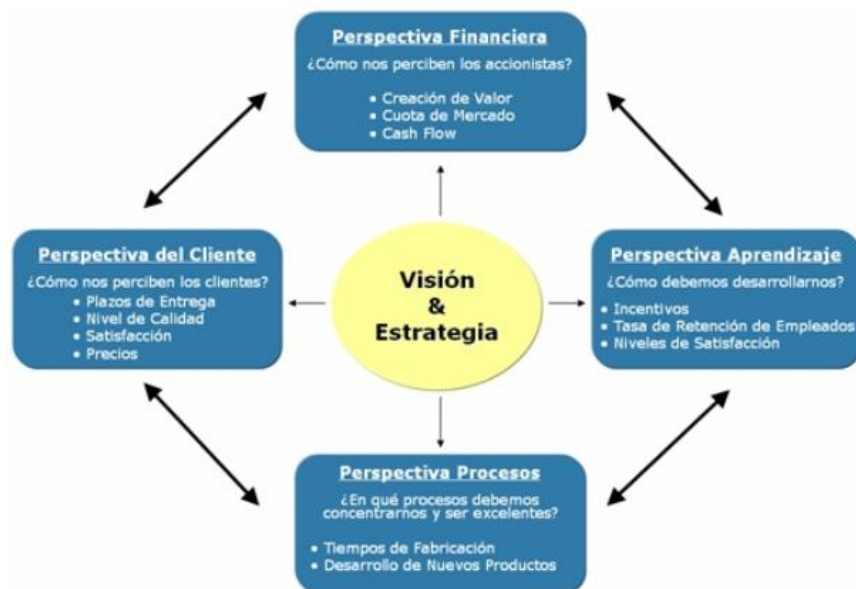 Perspectiva Financiera
¿Cómo nos perciben los accionistas?
• Creación de Valor
• Cuota de Mercado
• Cash Flow
Perspectiva del Cliente
¿Cómo nos perciben los clientes?
• Plazos de Entrega
• Nivel de Calidad
• Satisfacción
• Precios
Visión
&
Estrategia
Perspectiva Aprendizaje
¿Cómo debemos desarrollarnos?
• Incentivos
• Tasa de Retención de Empleados
• Niveles de Satisfacción
Perspectiva Procesos
¿En qué procesos debemos
concentrarnos y ser excelentes?
• Tiempos de Fabricación
• Desarrollo de Nuevos Productos